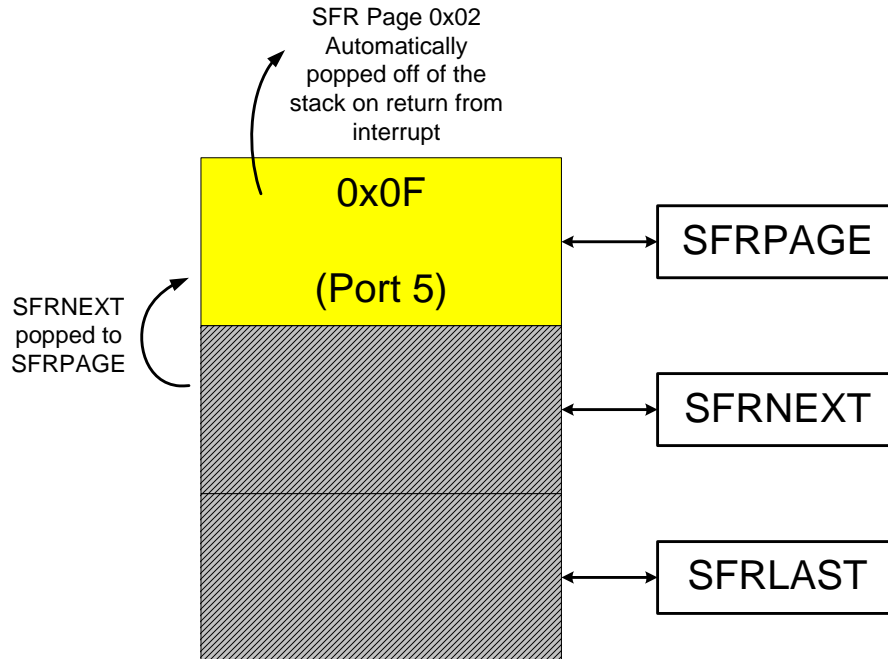 SFR Page 0x02
Automatically
popped off of the
stack on return from
interrupt
0x0F
(Port 5)
SFRPAGE
SFRNEXT
popped to
SFRPAGE
SFRNEXT
SFRLAST